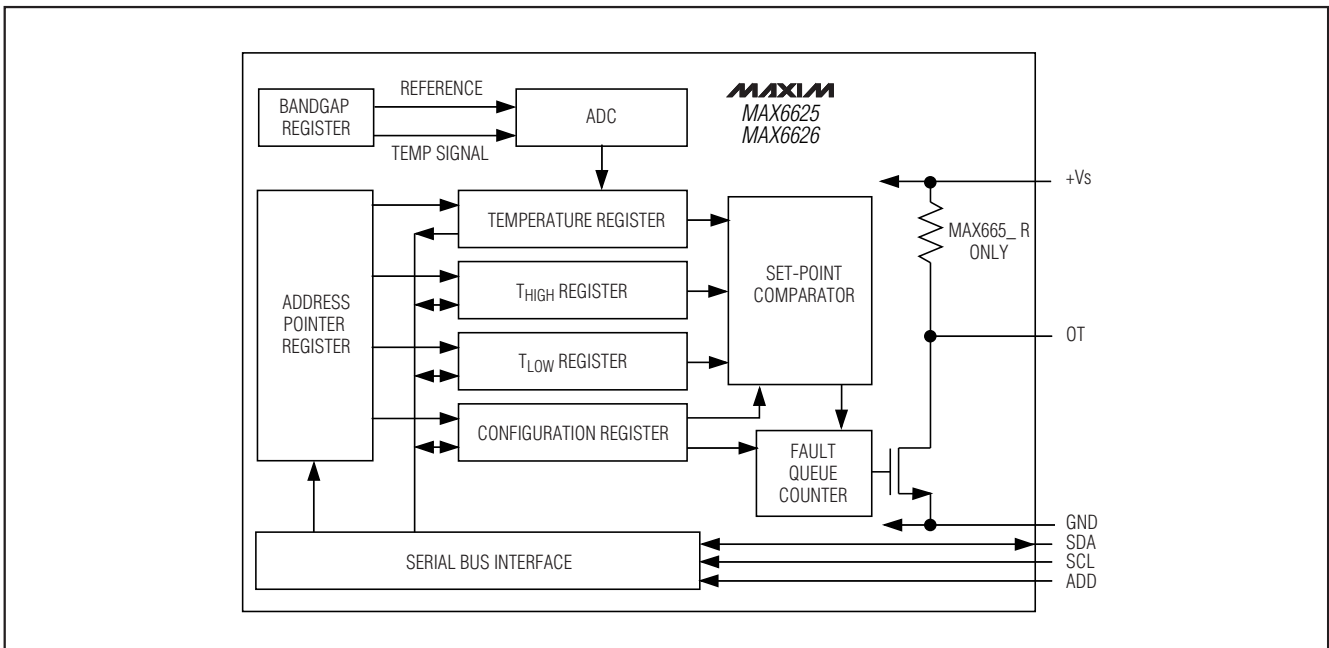 BANDGAP
REGISTER
REFERENCE
TEMP SIGNAL
ADC
MAXIM
MAX6625
MAX6626
ADDRESS
POINTER
REGISTER
TEMPERATURE REGISTER
THIGH REGISTER
TLOW REGISTER
CONFIGURATION REGISTER
SET-POINT
COMPARATOR
FAULT
QUEUE
COUNTER
SERIAL BUS INTERFACE
+Vs
MAX665_ R
ONLY
OT
GND
SDA
SCL
ADD